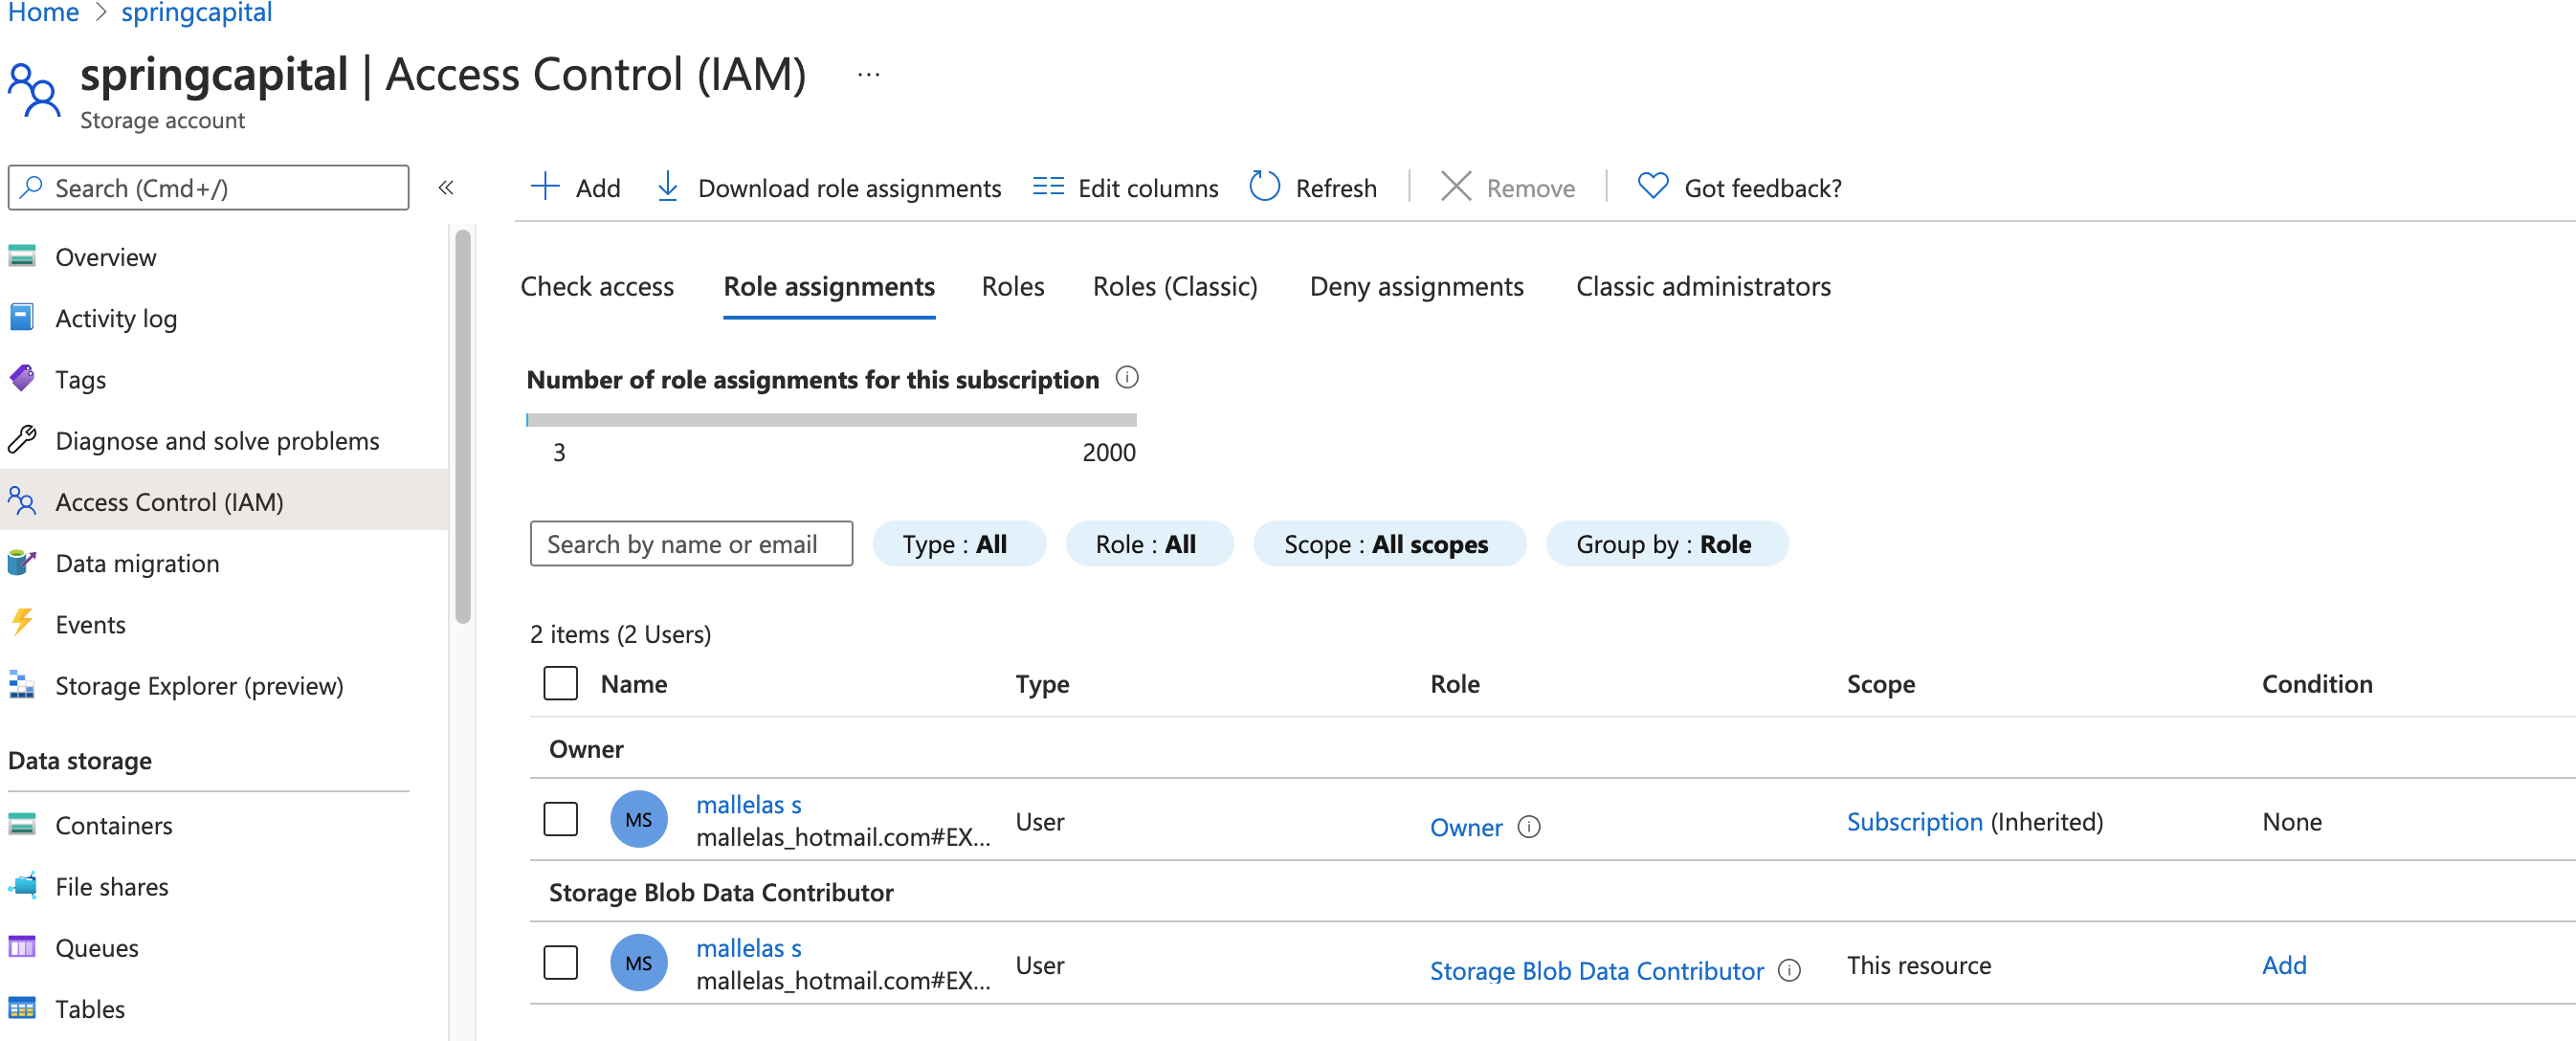 Home > springcapital
springcapital | Access Control (IAM) ...
Storage account
Search (Cmd+/)
«
Add
Download role assignments
Edit columns
Refresh
Remove
Got feedback?
Overview
Activity log
Tags
Diagnose and solve problems
Access Control (IAM)
Data migration
Events
Storage Explorer (preview)
Data storage
Containers
File shares
Queues
Tables
Check access
Role assignments
Roles
Roles (Classic)
Deny assignments
Classic administrators
Number of role assignments for this subscription
3 2000
Search by name or email
Type : All
Role : All
Scope : All scopes
Group by : Role
2 items (2 Users)
Name Type Role Scope Condition
Owner
MS mallelas s
mallelas_hotmail.com#EX...
User Owner Subscription (Inherited) None
Storage Blob Data Contributor
MS mallelas s
mallelas_hotmail.com#EX...
User Storage Blob Data Contributor This resource Add